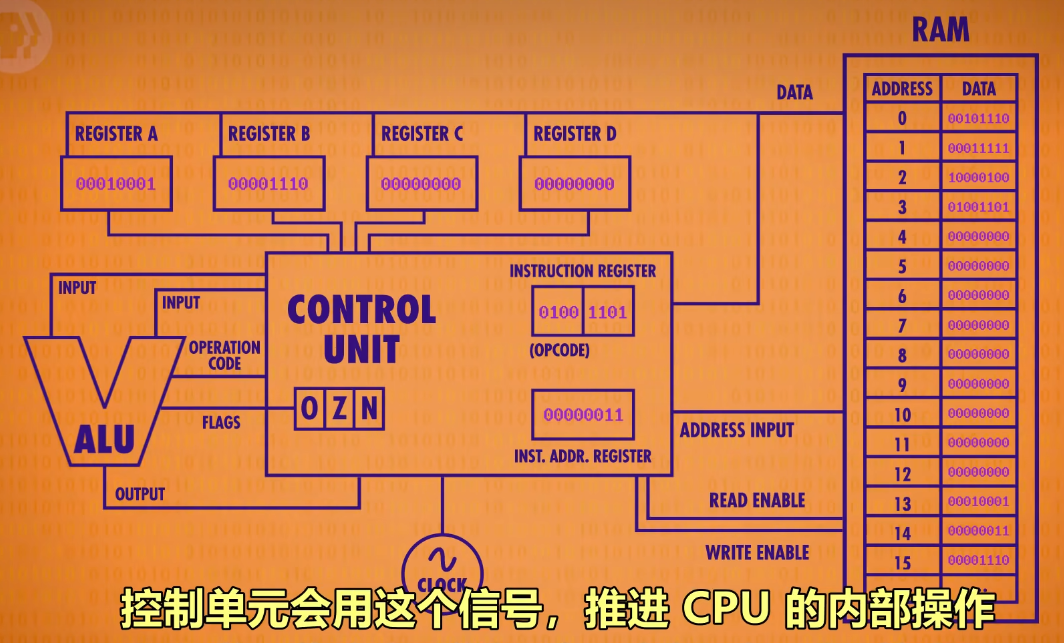 RAM
DATA
ADDRESS DATA
0 00101110
1 00011111
2 10000100
3 01001101
4 00000000
5 00000000
6 00000000
7 00000000
8 00000000
9 00000000
10 00000000
11 00000000
12 00000000
13 00010001
14 00000011
15 00001110
REGISTER A
00010001
REGISTER B
00001110
REGISTER C
00000000
REGISTER D
00000000
INPUT
INPUT
CONTROL
UNIT
INSTRUCTION REGISTER
0100 1101
(OPCODE)
OPERATION
CODE
FLAGS
O Z N
00000011
INST. ADDR. REGISTER
ALU
OUTPUT
ADDRESS INPUT
READ ENABLE
WRITE ENABLE
CLOCK
控制单元会用这个信号，推进 CPU 的内部操作